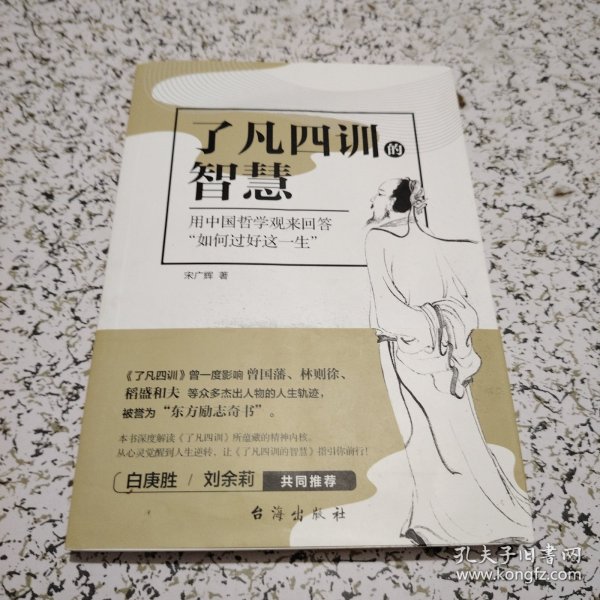 了凡四训的
智慧
用中国哲学观来回答
“如何过好这一生”
宋广辉 著
《了凡四训》曾一度影响 曾国藩、林则徐、
稻盛和夫 等众多杰出人物的人生轨迹，
被誉为“东方励志奇书”。
本书深度解读《了凡四训》所蕴藏的精神内核。
从心灵觉醒到人生逆转，让《了凡四训的智慧》指引你前行！
白庚胜 / 刘余莉 共同推荐
台海出版社
孔夫子旧书网
www.kongfz.com